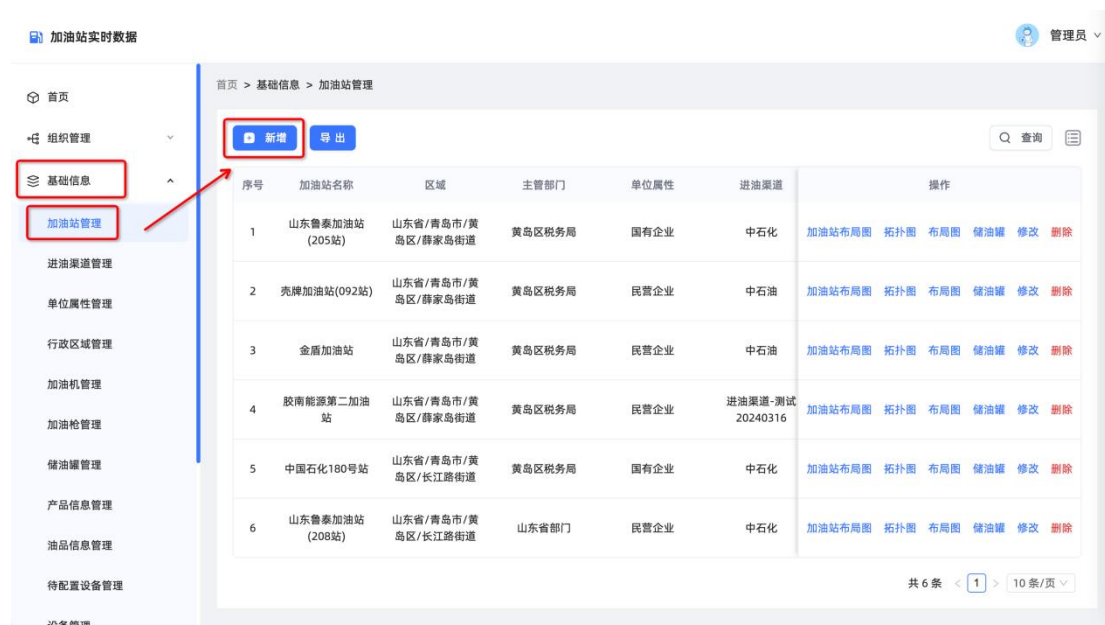 加油站实时数据
管理员
首页
组织管理
基础信息
加油站管理
进油渠道管理
单位属性管理
行政区域管理
加油机管理
加油枪管理
储油罐管理
产品信息管理
油品信息管理
待配置设备管理
首页 > 基础信息 > 加油站管理
新增 导出 查询
序号 加油站名称 区域 主管部门 单位属性 进油渠道 操作
1 山东鲁泰加油站 山东省/青岛市/黄 黄岛区税务局 国有企业 中石化 加油站布局图 拓扑图 布局图 储油罐 修改 删除
(205站) 岛区/薛家岛街道
2 壳牌加油站(092站) 山东省/青岛市/黄 黄岛区税务局 民营企业 中石油 加油站布局图 拓扑图 布局图 储油罐 修改 删除
岛区/薛家岛街道
3 金盾加油站 山东省/青岛市/黄 黄岛区税务局 民营企业 中石油 加油站布局图 拓扑图 布局图 储油罐 修改 删除
岛区/薛家岛街道
4 胶南能源第二加油 山东省/青岛市/黄 黄岛区税务局 民营企业 进油渠道-测试 加油站布局图 拓扑图 布局图 储油罐 修改 删除
站 岛区/薛家岛街道 20240316
5 中国石化180号站 山东省/青岛市/黄 黄岛区税务局 国有企业 中石化 加油站布局图 拓扑图 布局图 储油罐 修改 删除
岛区/长江路街道
6 山东鲁泰加油站 山东省/青岛市/黄 山东省部门 民营企业 中石化 加油站布局图 拓扑图 布局图 储油罐 修改 删除
(208站) 岛区/长江路街道
共 6 条 < 1 > 10 条/页